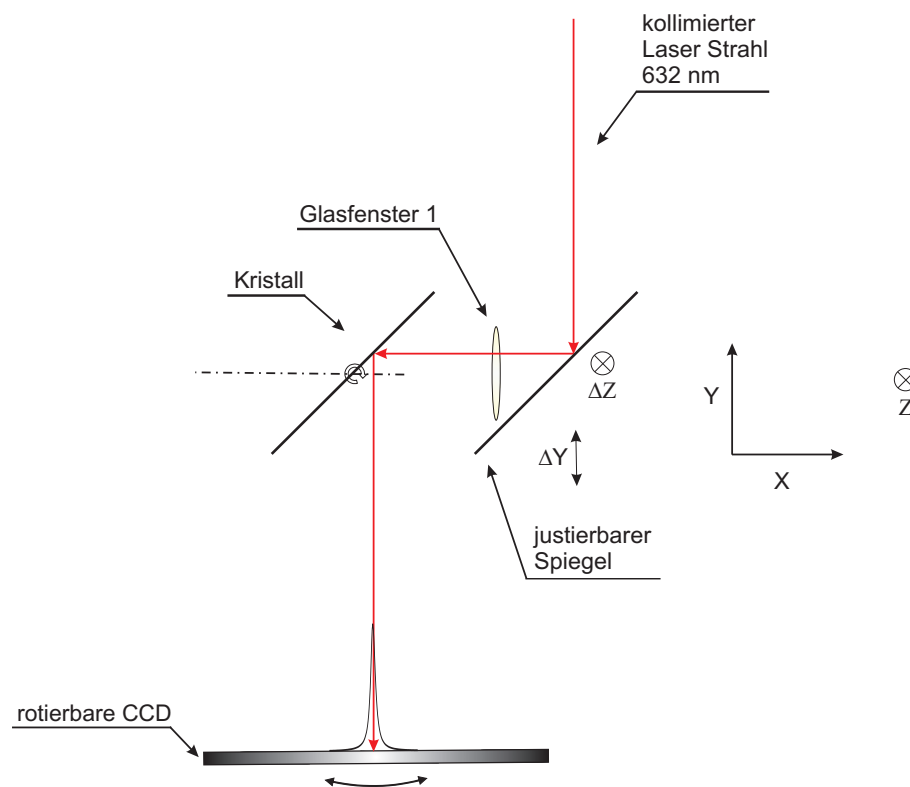 kollimierter
Laser Strahl
632 nm
Glasfenster 1
Kristall
ΔZ
Y
Z
ΔY
X
justierbarer
Spiegel
rotierbare CCD